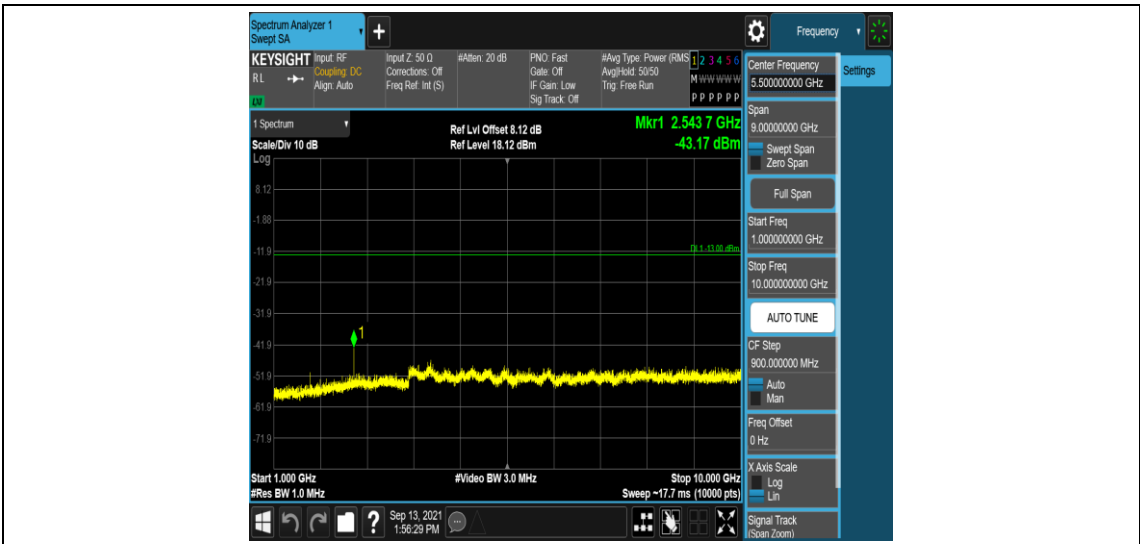 Spectrum Analyzer 1
Swept SA
+
Frequency
KEYSIGHT
RL
LXI
Input: RF
Coupling: DC
Align: Auto
Input Z: 50 Ω
Corrections: Off
Freq Ref: Int (S)
#Atten: 20 dB
PNO: Fast
Gate: Off
IF Gain: Low
Sig Track: Off
#Avg Type: Power (RMS
Avg|Hold: 50/50
Trig: Free Run
1 2 3 4 5 6
M W W W W W
P P P P P P
1 Spectrum
Scale/Div 10 dB
Log
Ref Lvl Offset 8.12 dB
Ref Level 18.12 dBm
Mkr1 2.543 7 GHz
-43.17 dBm
8.12
-1.88
-11.9
DL1 -13.00 dBm
-21.9
-31.9
1
-41.9
-51.9
-61.9
-71.9
Start 1.000 GHz
#Res BW 1.0 MHz
#Video BW 3.0 MHz
Stop 10.000 GHz
Sweep ~17.7 ms (10000 pts)
?
Sep 13, 2021
1:56:29 PM
Center Frequency
5.500000000 GHz
Span
9.00000000 GHz
Swept Span
Zero Span
Full Span
Start Freq
1.000000000 GHz
Stop Freq
10.000000000 GHz
AUTO TUNE
CF Step
900.000000 MHz
Auto
Man
Freq Offset
0 Hz
X Axis Scale
Log
Lin
Signal Track
(Span Zoom)
Settings